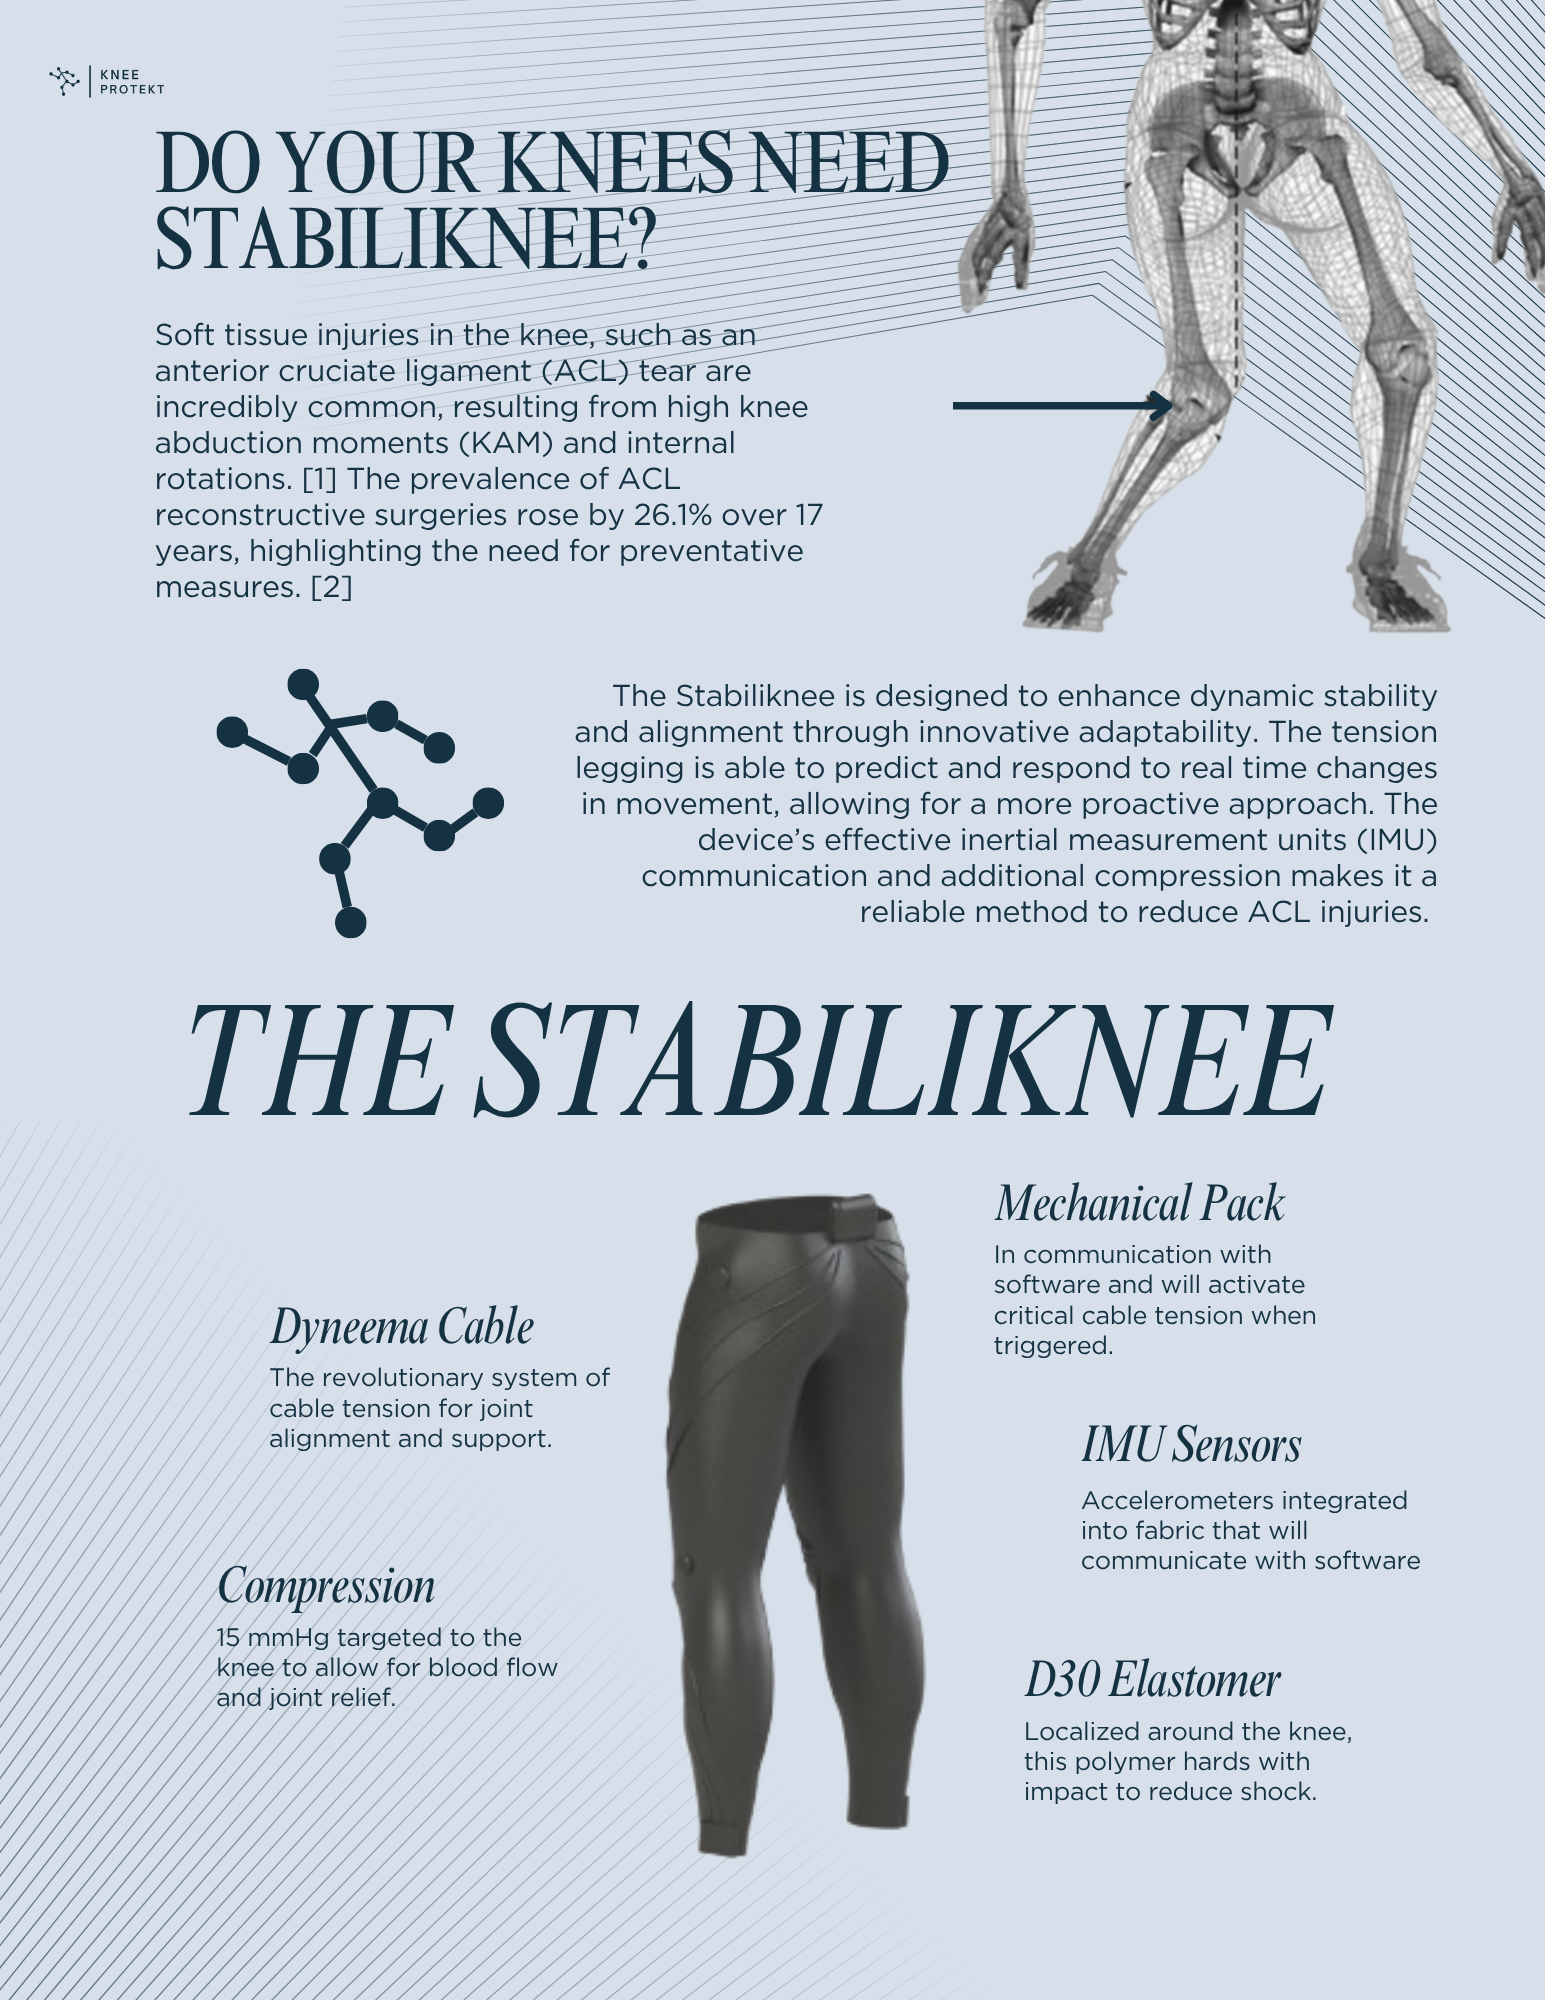 KNEE
PROTEKT
DO YOUR KNEES NEED
STABILIKNEE?
Soft tissue injuries in the knee, such as an
anterior cruciate ligament (ACL) tear are
incredibly common, resulting from high knee
abduction moments (KAM) and internal
rotations. [1] The prevalence of ACL
reconstructive surgeries rose by 26.1% over 17
years, highlighting the need for preventative
measures. [2]
The Stabiliknee is designed to enhance dynamic stability
and alignment through innovative adaptability. The tension
legging is able to predict and respond to real time changes
in movement, allowing for a more proactive approach. The
device’s effective inertial measurement units (IMU)
communication and additional compression makes it a
reliable method to reduce ACL injuries.
THE STABILIKNEE
Mechanical Pack
In communication with
software and will activate
critical cable tension when
triggered.
Dyneema Cable
The revolutionary system of
cable tension for joint
alignment and support.
IMU Sensors
Accelerometers integrated
into fabric that will
communicate with software
Compression
15 mmHg targeted to the
knee to allow for blood flow
and joint relief.
D30 Elastomer
Localized around the knee,
this polymer hards with
impact to reduce shock.